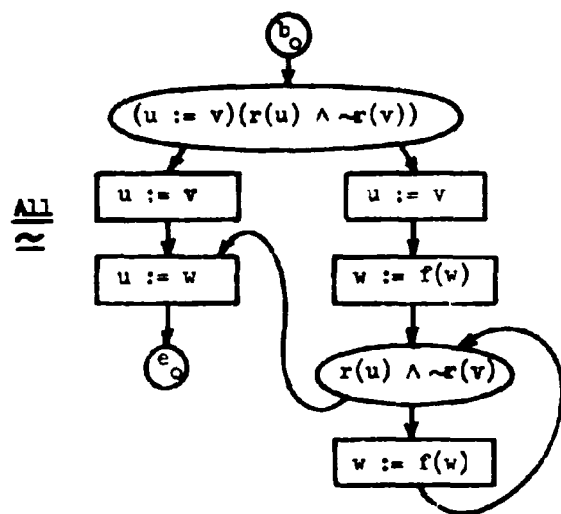 b₀
(u := v)(r(u) ∧ ~r(v))
All
≃
u := v
u := v
u := w
w := f(w)
e₀
r(u) ∧ ~r(v)
w := f(w)